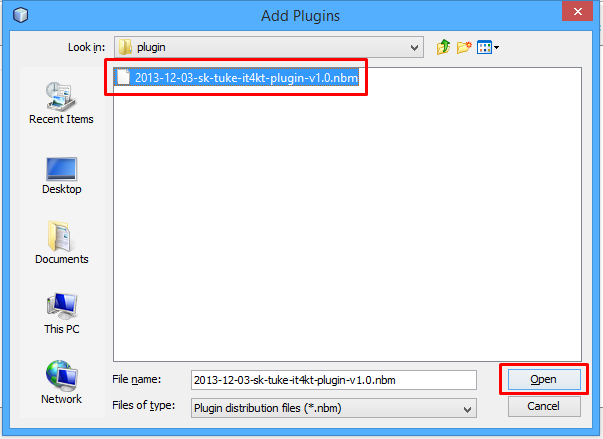 Add Plugins
Look in: plugin
2013-12-03-sk-tuke-it4kt-plugin-v1.0.nbm
Recent Items
Desktop
Documents
This PC
Network
File name: 2013-12-03-sk-tuke-it4kt-plugin-v1.0.nbm
Open
Files of type: Plugin distribution files (*.nbm)
Cancel